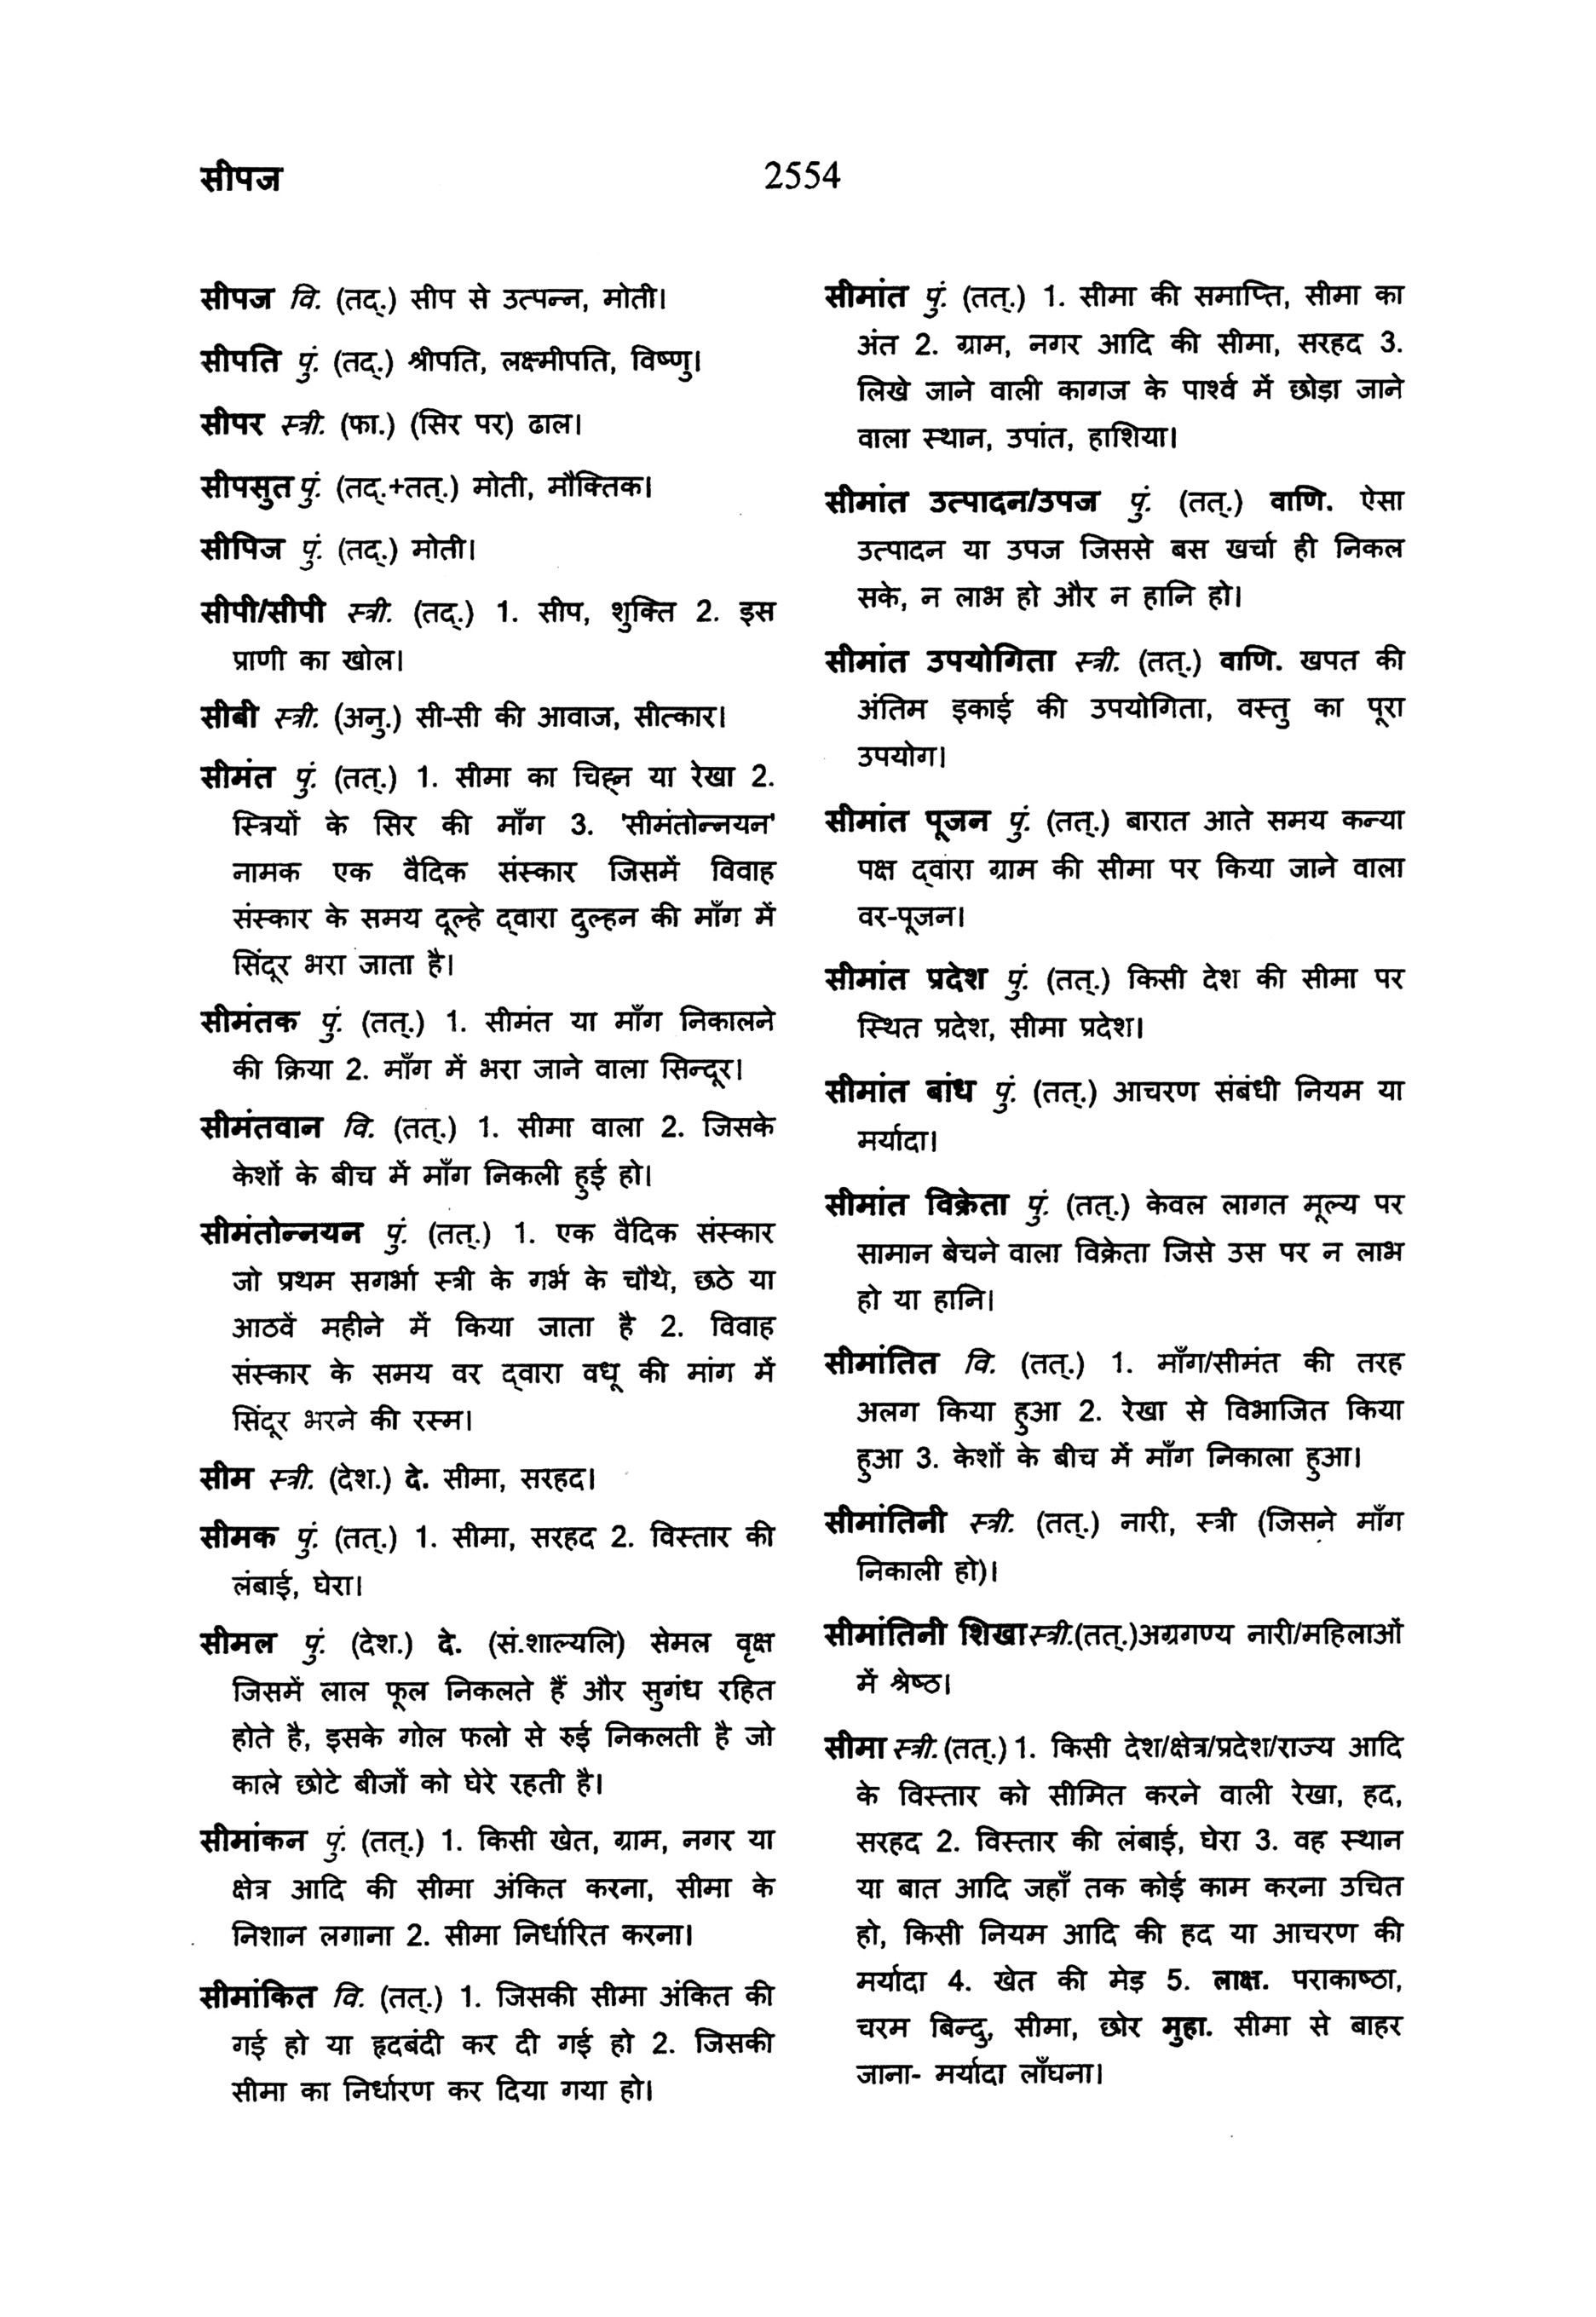 सीपज
2554
सीपज वि. (तद्.) सीप से उत्पन्न, मोती।
सीपति पुं. (तद्.) श्रीपति, लक्ष्मीपति, विष्णु।
सीपर स्त्री. (फा.) (सिर पर) ढाल।
सीपसुत पुं. (तद्.+तत्.) मोती, मौक्तिक।
सीपिज पुं. (तद्.) मोती।
सीपी/सीपी स्त्री. (तद्.) 1. सीप, शुक्ति 2. इस
प्राणी का खोल।
सीबी स्त्री. (अनु.) सी-सी की आवाज, सीत्कार।
सीमंत पुं. (तत्.) 1. सीमा का चिह्न या रेखा 2.
स्त्रियों के सिर की माँग 3. 'सीमंतोन्नयन'
नामक एक वैदिक संस्कार जिसमें विवाह
संस्कार के समय दूल्हे द्वारा दुल्हन की माँग में
सिंदूर भरा जाता है।
सीमंतक पुं. (तत्.) 1. सीमंत या माँग निकालने
की क्रिया 2. माँग में भरा जाने वाला सिन्दूर।
सीमंतवान वि. (तत्.) 1. सीमा वाला 2. जिसके
केशों के बीच में माँग निकली हुई हो।
सीमंतोन्नयन पुं. (तत्.) 1. एक वैदिक संस्कार
जो प्रथम सगर्भा स्त्री के गर्भ के चौथे, छठे या
आठवें महीने में किया जाता है 2. विवाह
संस्कार के समय वर द्वारा वधू की मांग में
सिंदूर भरने की रस्म।
सीम स्त्री. (देश.) दे. सीमा, सरहद।
सीमक पुं. (तत्.) 1. सीमा, सरहद 2. विस्तार की
लंबाई, घेरा।
सीमल पुं. (देश.) दे. (सं.शाल्यलि) सेमल वृक्ष
जिसमें लाल फूल निकलते हैं और सुगंध रहित
होते है, इसके गोल फलो से रुई निकलती है जो
काले छोटे बीजों को घेरे रहती है।
सीमांकन पुं. (तत्.) 1. किसी खेत, ग्राम, नगर या
क्षेत्र आदि की सीमा अंकित करना, सीमा के
निशान लगाना 2. सीमा निर्धारित करना।
सीमांकित वि. (तत्.) 1. जिसकी सीमा अंकित की
गई हो या हृदबंदी कर दी गई हो 2. जिसकी
सीमा का निर्धारण कर दिया गया हो।
सीमांत पुं. (तत्.) 1. सीमा की समाप्ति, सीमा का
अंत 2. ग्राम, नगर आदि की सीमा, सरहद 3.
लिखे जाने वाली कागज के पार्श्व में छोड़ा जाने
वाला स्थान, उपांत, हाशिया।
सीमांत उत्पादन/उपज पुं. (तत्.) वाणि. ऐसा
उत्पादन या उपज जिससे बस खर्चा ही निकल
सके, न लाभ हो और न हानि हो।
सीमांत उपयोगिता स्त्री. (तत्.) वाणि. खपत की
अंतिम इकाई की उपयोगिता, वस्तु का पूरा
उपयोग।
सीमांत पूजन पुं. (तत्.) बारात आते समय कन्या
पक्ष द्वारा ग्राम की सीमा पर किया जाने वाला
वर-पूजन।
सीमांत प्रदेश पुं. (तत्.) किसी देश की सीमा पर
स्थित प्रदेश, सीमा प्रदेश।
सीमांत बांध पुं. (तत्.) आचरण संबंधी नियम या
मर्यादा।
सीमांत विक्रेता पुं. (तत्.) केवल लागत मूल्य पर
सामान बेचने वाला विक्रेता जिसे उस पर न लाभ
हो या हानि।
सीमांतित वि. (तत्.) 1. माँग/सीमंत की तरह
अलग किया हुआ 2. रेखा से विभाजित किया
हुआ 3. केशों के बीच में माँग निकाला हुआ।
सीमांतिनी स्त्री. (तत्.) नारी, स्त्री (जिसने माँग
निकाली हो)।
सीमांतिनी शिखा स्त्री.(तत्.)अग्रगण्य नारी/महिलाओं
में श्रेष्ठ।
सीमा स्त्री. (तत्.) 1. किसी देश/क्षेत्र/प्रदेश/राज्य आदि
के विस्तार को सीमित करने वाली रेखा, हद,
सरहद 2. विस्तार की लंबाई, घेरा 3. वह स्थान
या बात आदि जहाँ तक कोई काम करना उचित
हो, किसी नियम आदि की हद या आचरण की
मर्यादा 4. खेत की मेड़ 5. लाक्ष. पराकाष्ठा,
चरम बिन्दु, सीमा, छोर मुहा. सीमा से बाहर
जाना- मर्यादा लाँघना।